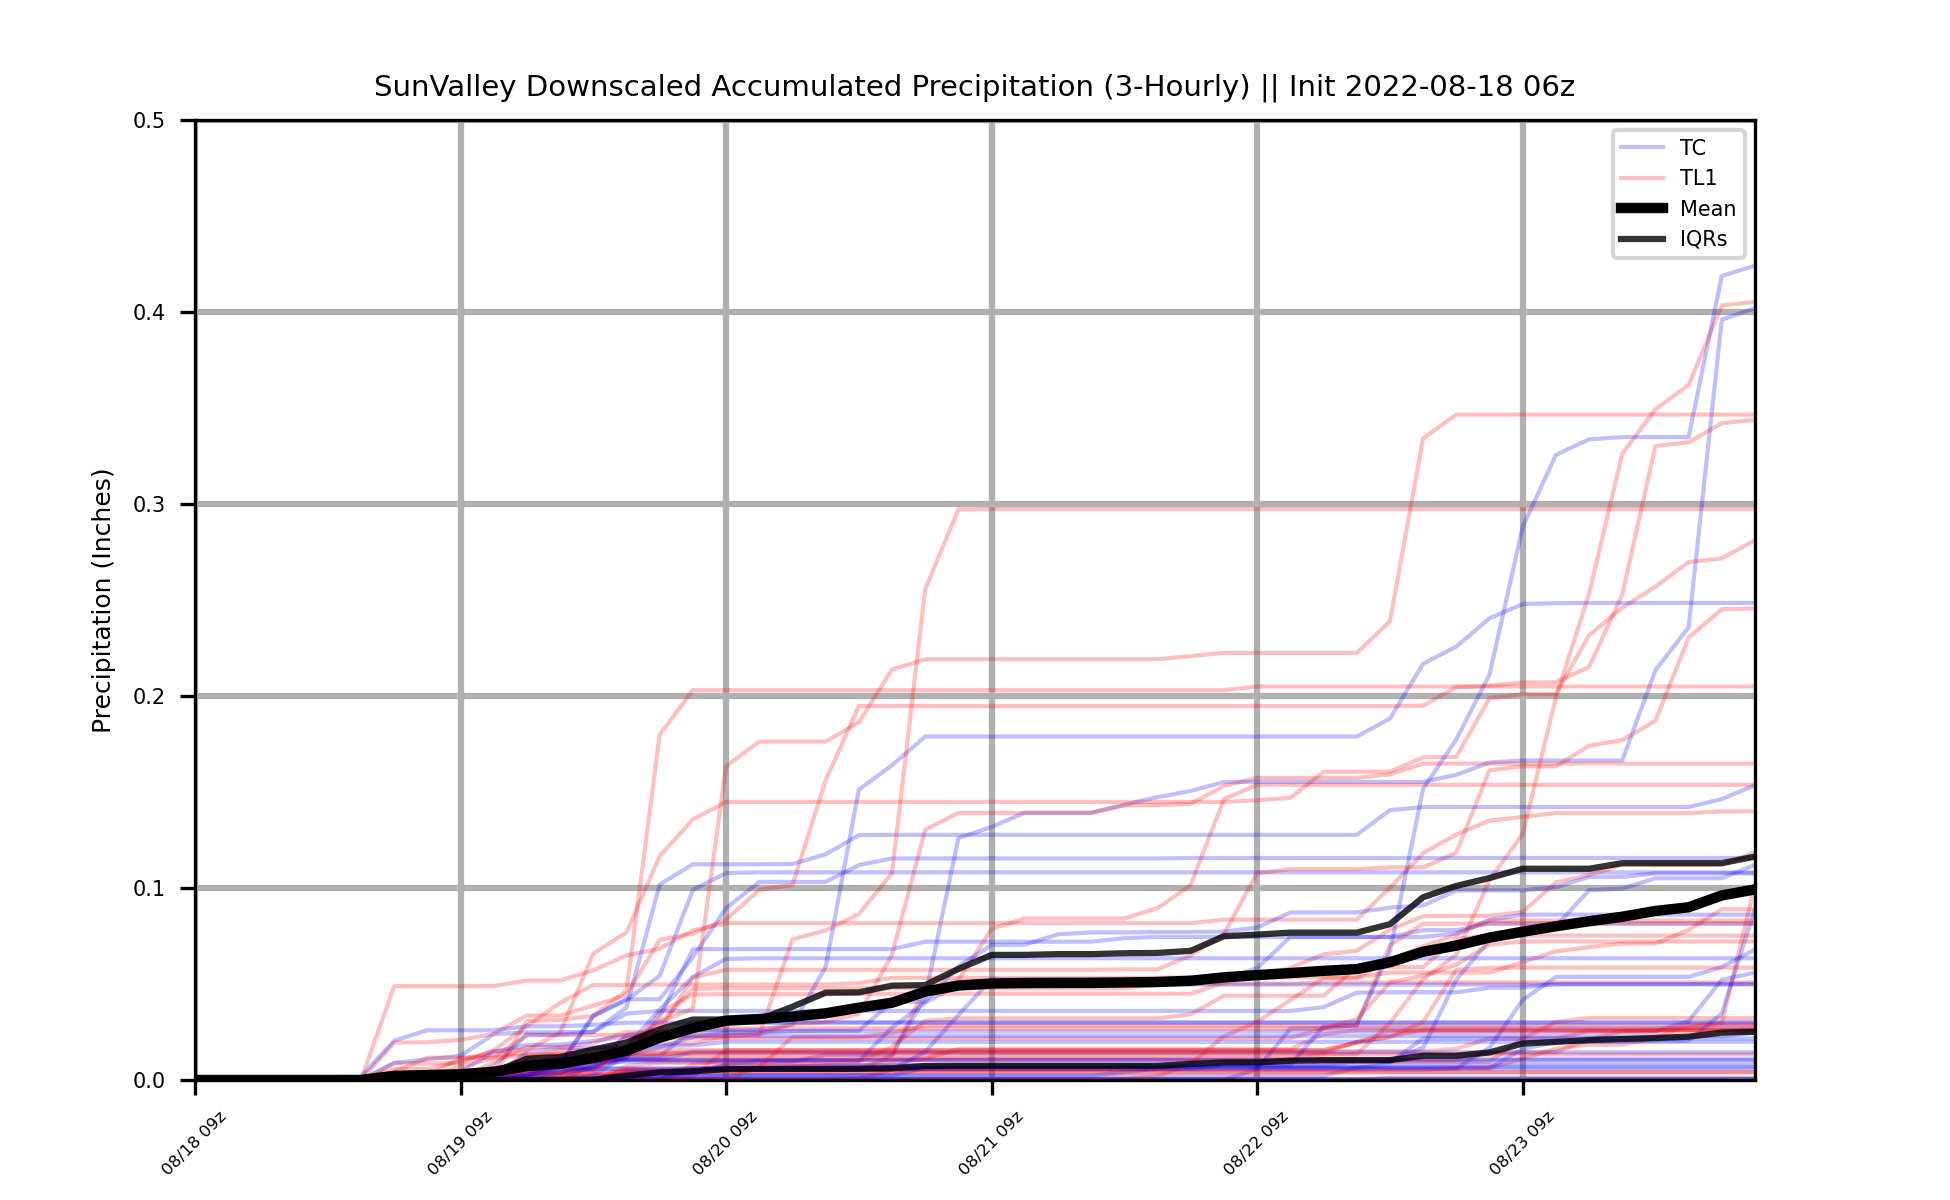 SunValley Downscaled Accumulated Precipitation (3-Hourly) || Init 2022-08-18 06z
0.5
0.4
0.3
0.2
0.1
0.0
Precipitation (Inches)
TC
TL1
Mean
IQRs
08/18 09z
08/19 09z
08/20 09z
08/21 09z
08/22 09z
08/23 09z